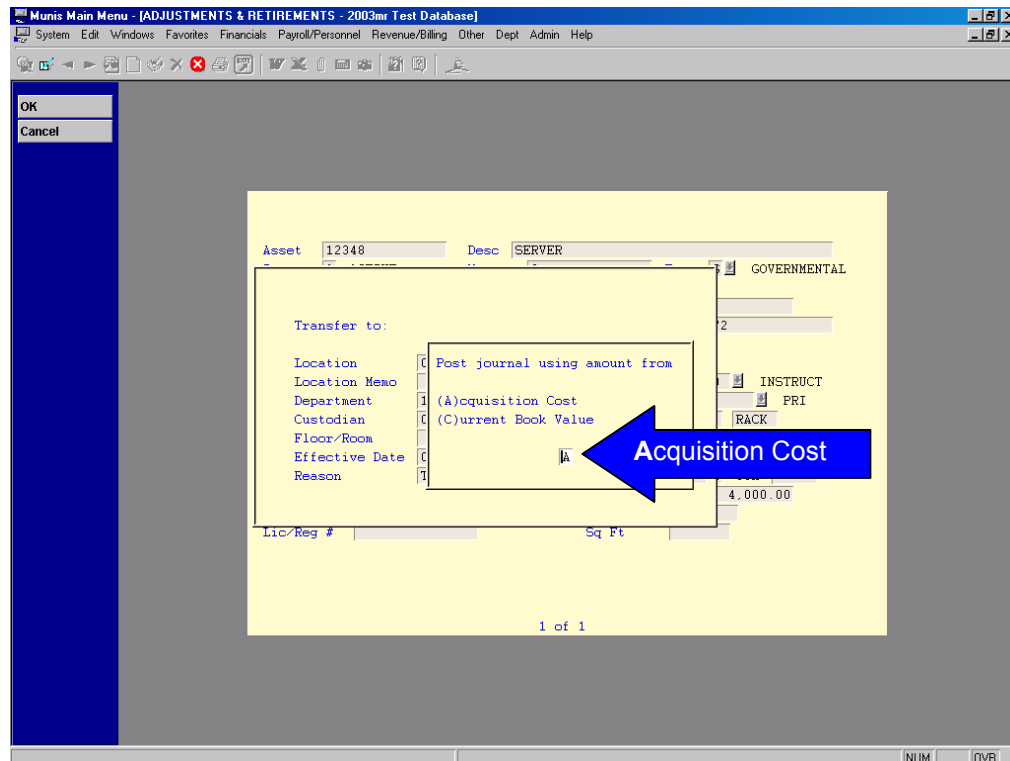 Munis Main Menu - [ADJUSTMENTS & RETIREMENTS - 2003mr Test Database]
System Edit Windows Favorites Financials Payroll/Personnel Revenue/Billing Other Dept Admin Help
OK
Cancel
Asset 12348 Desc SERVER
GOVERNMENTAL
Transfer to:
Location
Post journal using amount from
Location Memo
INSTRUCT
Department 1 (A)cquisition Cost
PRI
Custodian
(C)urrent Book Value
RACK
Floor/Room
Effective Date
A
Acquisition Cost
Reason T
4,000.00
Lic/Reg # Sq Ft
1 of 1
NUM OVR